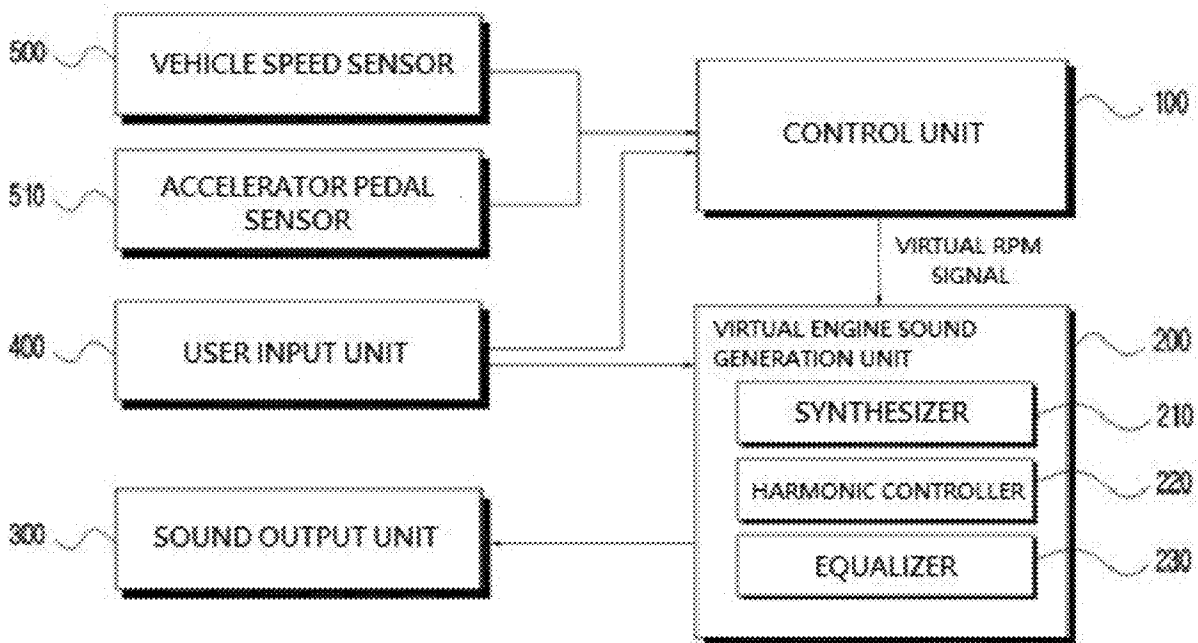 500
VEHICLE SPEED SENSOR
510
ACCELERATOR PEDAL
SENSOR
400
USER INPUT UNIT
300
SOUND OUTPUT UNIT
CONTROL UNIT
100
VIRTUAL RPM
SIGNAL
VIRTUAL ENGINE SOUND
GENERATION UNIT
200
SYNTHESIZER
210
HARMONIC CONTROLLER
220
EQUALIZER
230